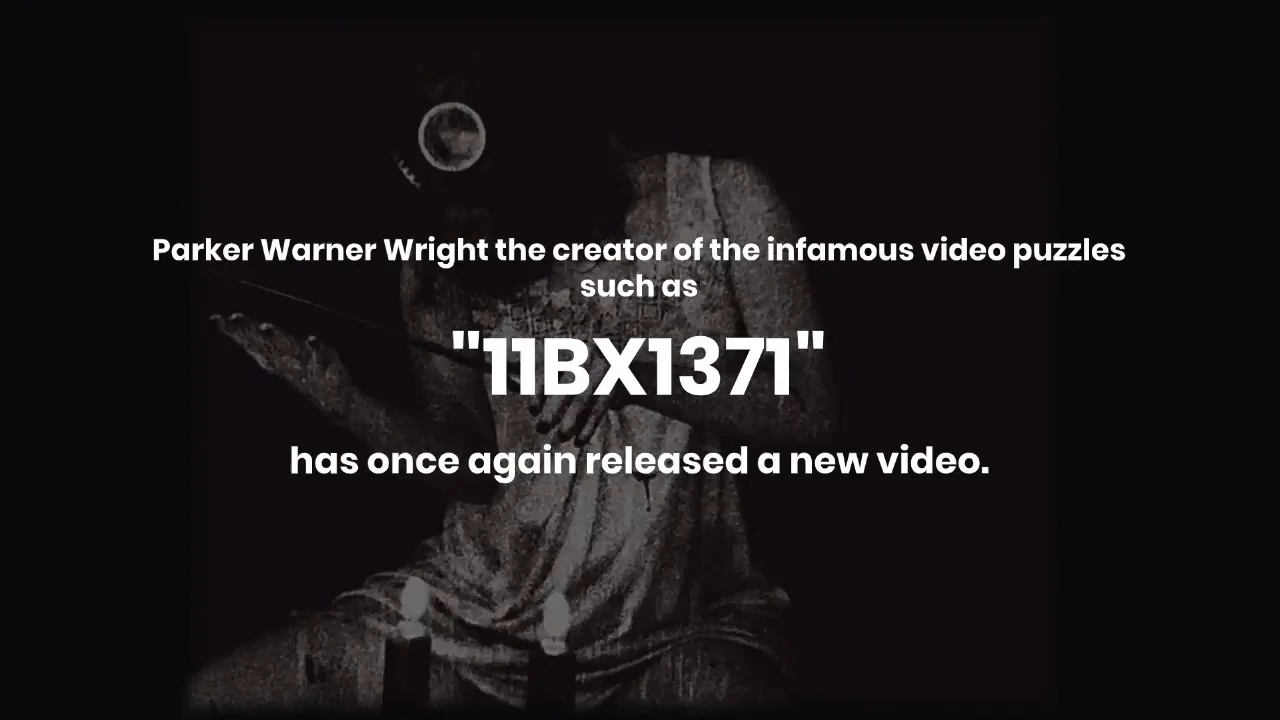 Parker Warner Wright the creator of the infamous video puzzles
such as
"11BX1371"
has once again released a new video.